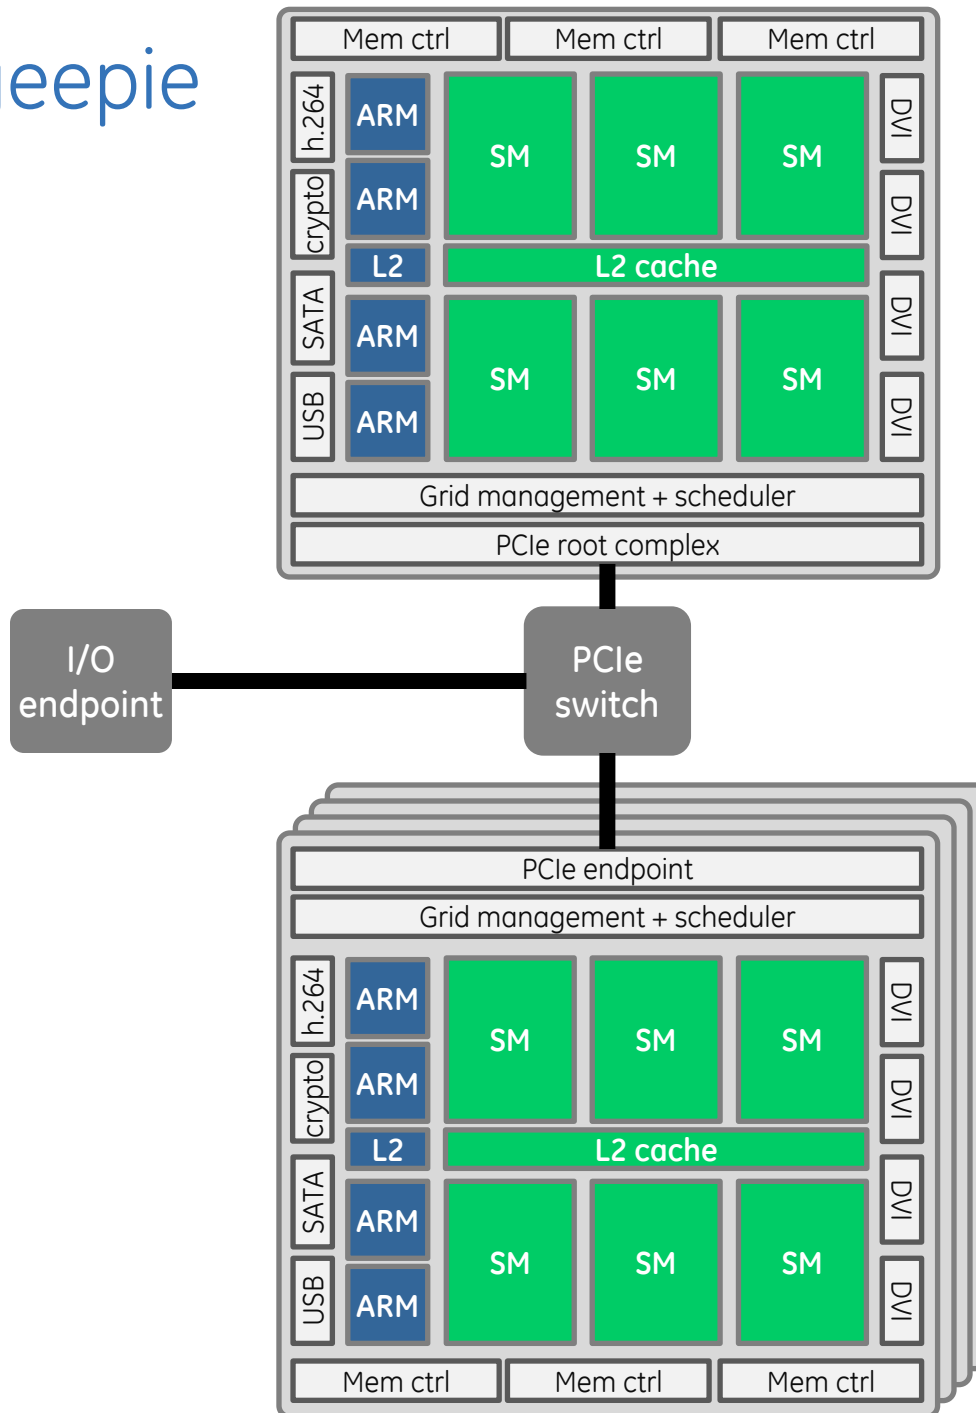 geepie
Mem ctrl Mem ctrl Mem ctrl
h.264 ARM SM SM SM DVI
crypto ARM DVI
L2 L2 cache
SATA ARM SM SM SM DVI
USB ARM DVI
Grid management + scheduler
PCIe root complex
I/O
endpoint
PCIe
switch
PCIe endpoint
Grid management + scheduler
h.264 ARM SM SM SM DVI
crypto ARM DVI
L2 L2 cache
SATA ARM SM SM SM DVI
USB ARM DVI
Mem ctrl Mem ctrl Mem ctrl